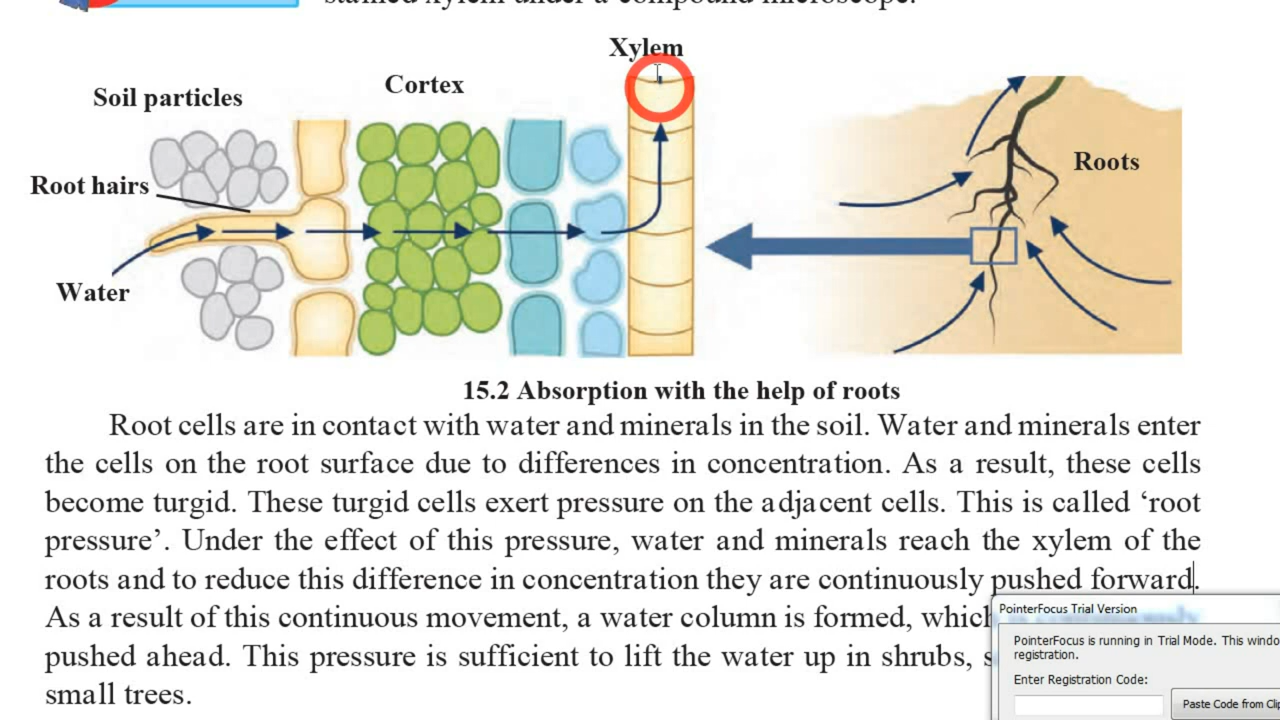 stained xylem under a compound microscope.
Xylem
Cortex
Soil particles
Root hairs
Roots
Water
15.2 Absorption with the help of roots
Root cells are in contact with water and minerals in the soil. Water and minerals enter
the cells on the root surface due to differences in concentration. As a result, these cells
become turgid. These turgid cells exert pressure on the adjacent cells. This is called ‘root
pressure’. Under the effect of this pressure, water and minerals reach the xylem of the
roots and to reduce this difference in concentration they are continuously pushed forward.
As a result of this continuous movement, a water column is formed, which
pushed ahead. This pressure is sufficient to lift the water up in shrubs,
small trees.
PointerFocus Trial Version
PointerFocus is running in Trial Mode. This
registration.
Enter Registration Code:
Paste Code from